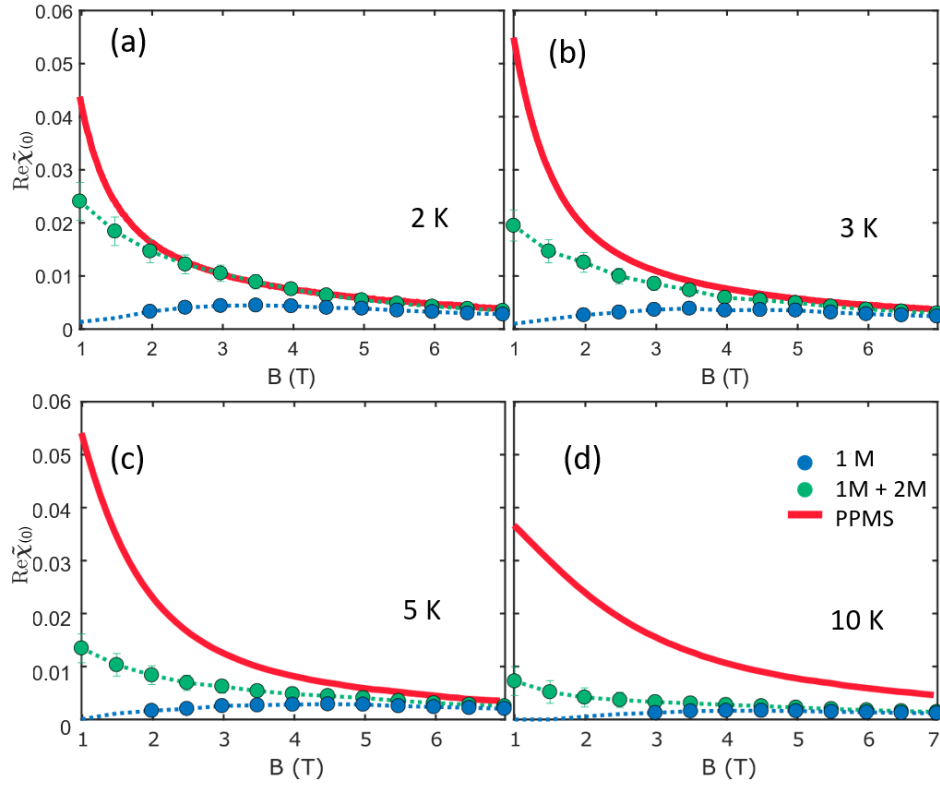 (a)
0.06
0.05
0.04
0.03
0.02
0.01
0
Reχ̃(0)
2 K
1 2 3 4 5 6
B (T)
(b)
3 K
1 2 3 4 5 6 7
B (T)
(c)
0.06
0.05
0.04
0.03
0.02
0.01
0
Reχ̃(0)
5 K
1 2 3 4 5 6
B (T)
(d)
1 M
1M + 2M
PPMS
10 K
1 2 3 4 5 6 7
B (T)